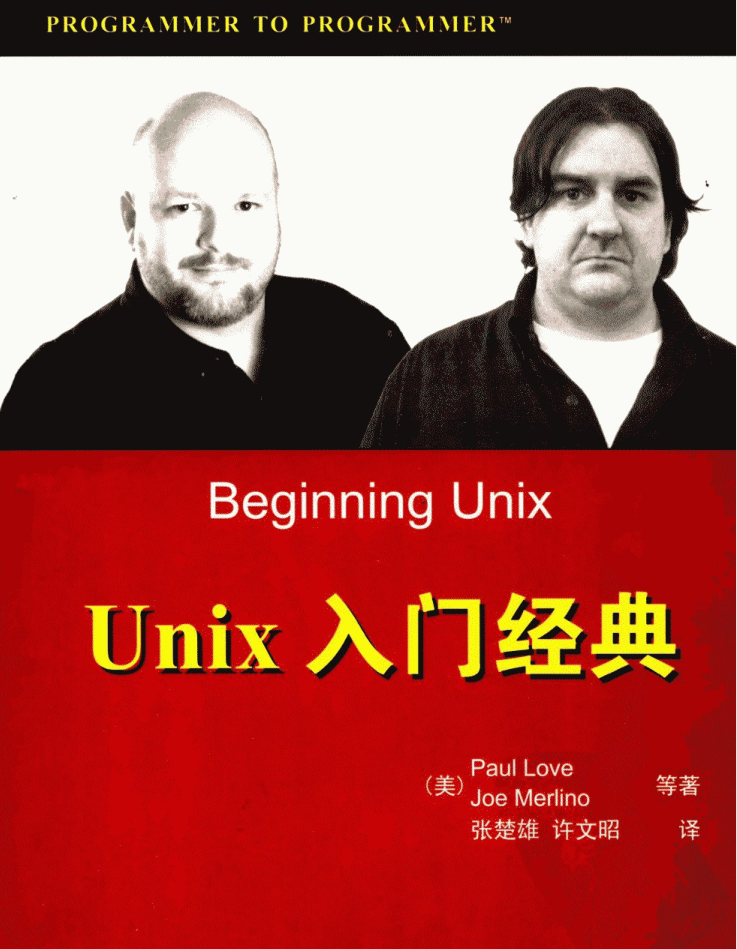 PROGRAMMER TO PROGRAMMER™
Beginning Unix
Unix 入门经典
(美) Paul Love 等著
Joe Merlino
张楚雄 许文昭 译